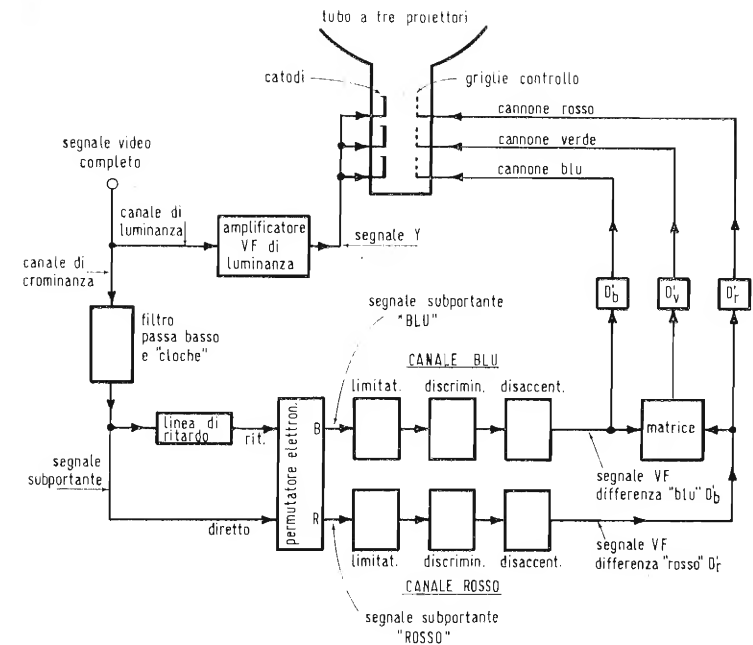 tubo a tre proiettori
catodi
griglie controllo
cannone rosso
cannone verde
cannone blu
segnale video
completo
canale di
luminanza
amplificatore
VF di
luminanza
segnale Y
canale di
crominanza
filtro
passa basso
e "cloche"
segnale subportante
"BLU"
D'b
D'v
D'r
CANALE BLU
limitat.
discrimin.
disaccent.
linea di
ritardo
rit.
permutatore elettron.
B
R
matrice
segnale
subportante
diretto
segnale VF
differenza "blu" D'b
limitat.
discrimin.
disaccent.
CANALE ROSSO
segnale VF
differenza "rosso" D'r
segnale subportante
"ROSSO"